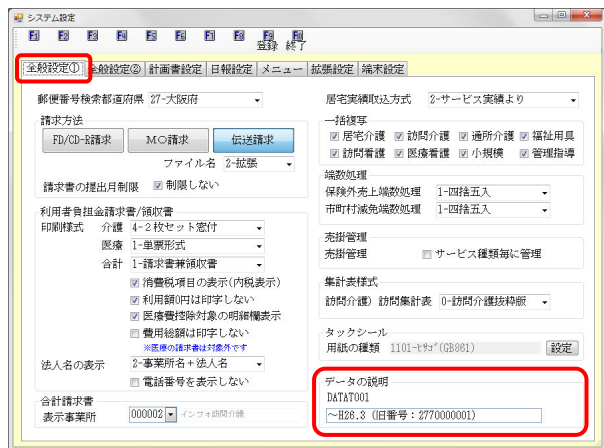 システム設定
F1 F2 F3 F4 F5 F6 F7 F8 F9 F10
登録 終了
全般設定① 全般設定② 計画書設定 日報設定 メニュー 拡張設定 端末設定
郵便番号検索都道府県 27-大阪府
請求方法
FD/CD-R請求 MO請求 伝送請求
ファイル名 2-拡張
請求書の提出月制限 制限しない
利用者負担金請求書/領収書
印刷様式 介護 4-2枚セット窓付
医療 1-単票形式
合計 1-請求書兼領収書
消費税項目の表示(内税表示)
利用額0円は印字しない
医療費控除対象の明細欄表示
費用総額は印字しない
※医療の請求書は対象外です
法人名の表示 2-事業所名+法人名
電話番号を表示しない
合計請求書
表示事業所 000002 インフォ訪問介護
居宅実績取込方式 2-サービス実績より
一括複写
居宅介護 訪問介護 通所介護 福祉用具
訪問看護 医療看護 小規模 管理指導
端数処理
保険外売上端数処理 1-四捨五入
市町村減免端数処理 1-四捨五入
売掛管理
売掛管理 サービス種類毎に管理
集計表様式
訪問介護) 訪問集計表 0-訪問介護抜粋版
タックシール
用紙の種類 1101-ヒサゴ(GB861) 設定
データの説明
DATAT001
~H26.3 (旧番号:2770000001)